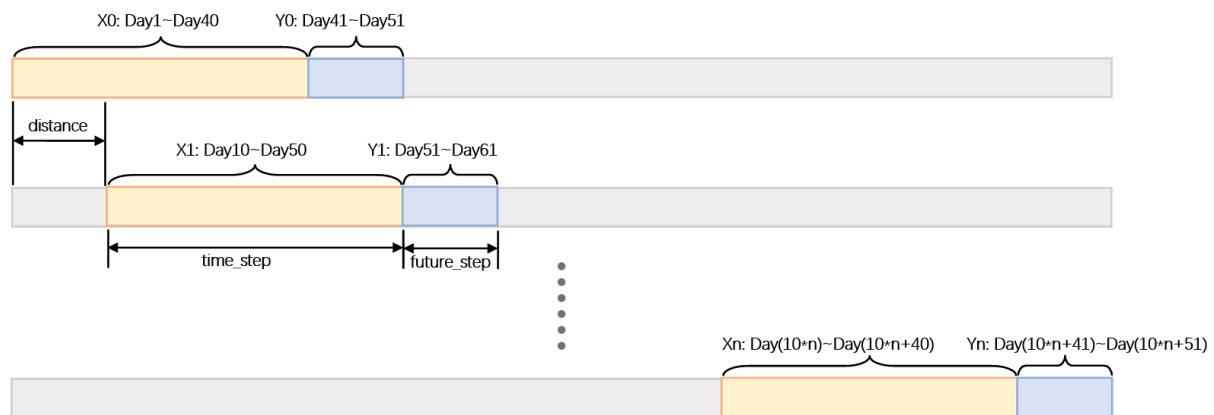 X0: Day1~Day40
Y0: Day41~Day51
distance
X1: Day10~Day50
Y1: Day51~Day61
time_step
future_step
Xn: Day(10*n)~Day(10*n+40)
Yn: Day(10*n+41)~Day(10*n+51)